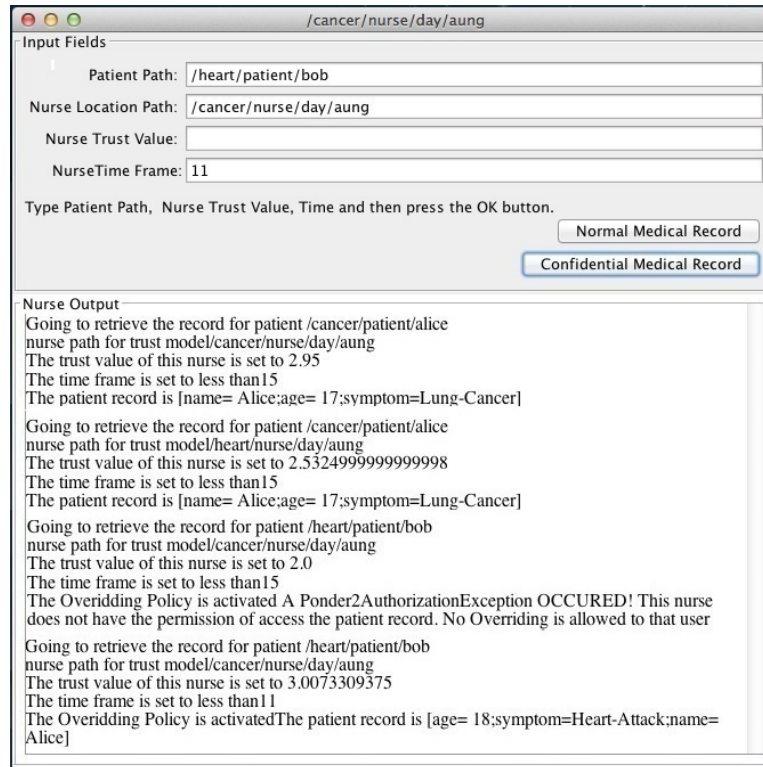 /cancer/nurse/day/aung
Input Fields
Patient Path: /heart/patient/bob
Nurse Location Path: /cancer/nurse/day/aung
Nurse Trust Value:
NurseTime Frame: 11
Type Patient Path, Nurse Trust Value, Time and then press the OK button.
Normal Medical Record
Confidential Medical Record
Nurse Output
Going to retrieve the record for patient /cancer/patient/alice
nurse path for trust model/cancer/nurse/day/aung
The trust value of this nurse is set to 2.95
The time frame is set to less than15
The patient record is [name= Alice;age= 17;symptom=Lung-Cancer]
Going to retrieve the record for patient /cancer/patient/alice
nurse path for trust model/heart/nurse/day/aung
The trust value of this nurse is set to 2.5324999999999998
The time frame is set to less than15
The patient record is [name= Alice;age= 17;symptom=Lung-Cancer]
Going to retrieve the record for patient /heart/patient/bob
nurse path for trust model/cancer/nurse/day/aung
The trust value of this nurse is set to 2.0
The time frame is set to less than15
The Overidding Policy is activated A Ponder2AuthorizationException OCCURED! This nurse
does not have the permission of access the patient record. No Overriding is allowed to that user
Going to retrieve the record for patient /heart/patient/bob
nurse path for trust model/cancer/nurse/day/aung
The trust value of this nurse is set to 3.0073309375
The time frame is set to less than11
The Overidding Policy is activatedThe patient record is [age= 18;symptom=Heart-Attack;name=
Alice]